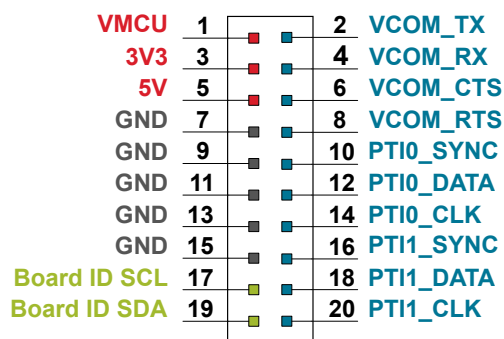 VMCU 1 2 VCOM_TX
3V3 3 4 VCOM_RX
5V 5 6 VCOM_CTS
GND 7 8 VCOM_RTS
GND 9 10 PTI0_SYNC
GND 11 12 PTI0_DATA
GND 13 14 PTI0_CLK
GND 15 16 PTI1_SYNC
Board ID SCL 17 18 PTI1_DATA
Board ID SDA 19 20 PTI1_CLK